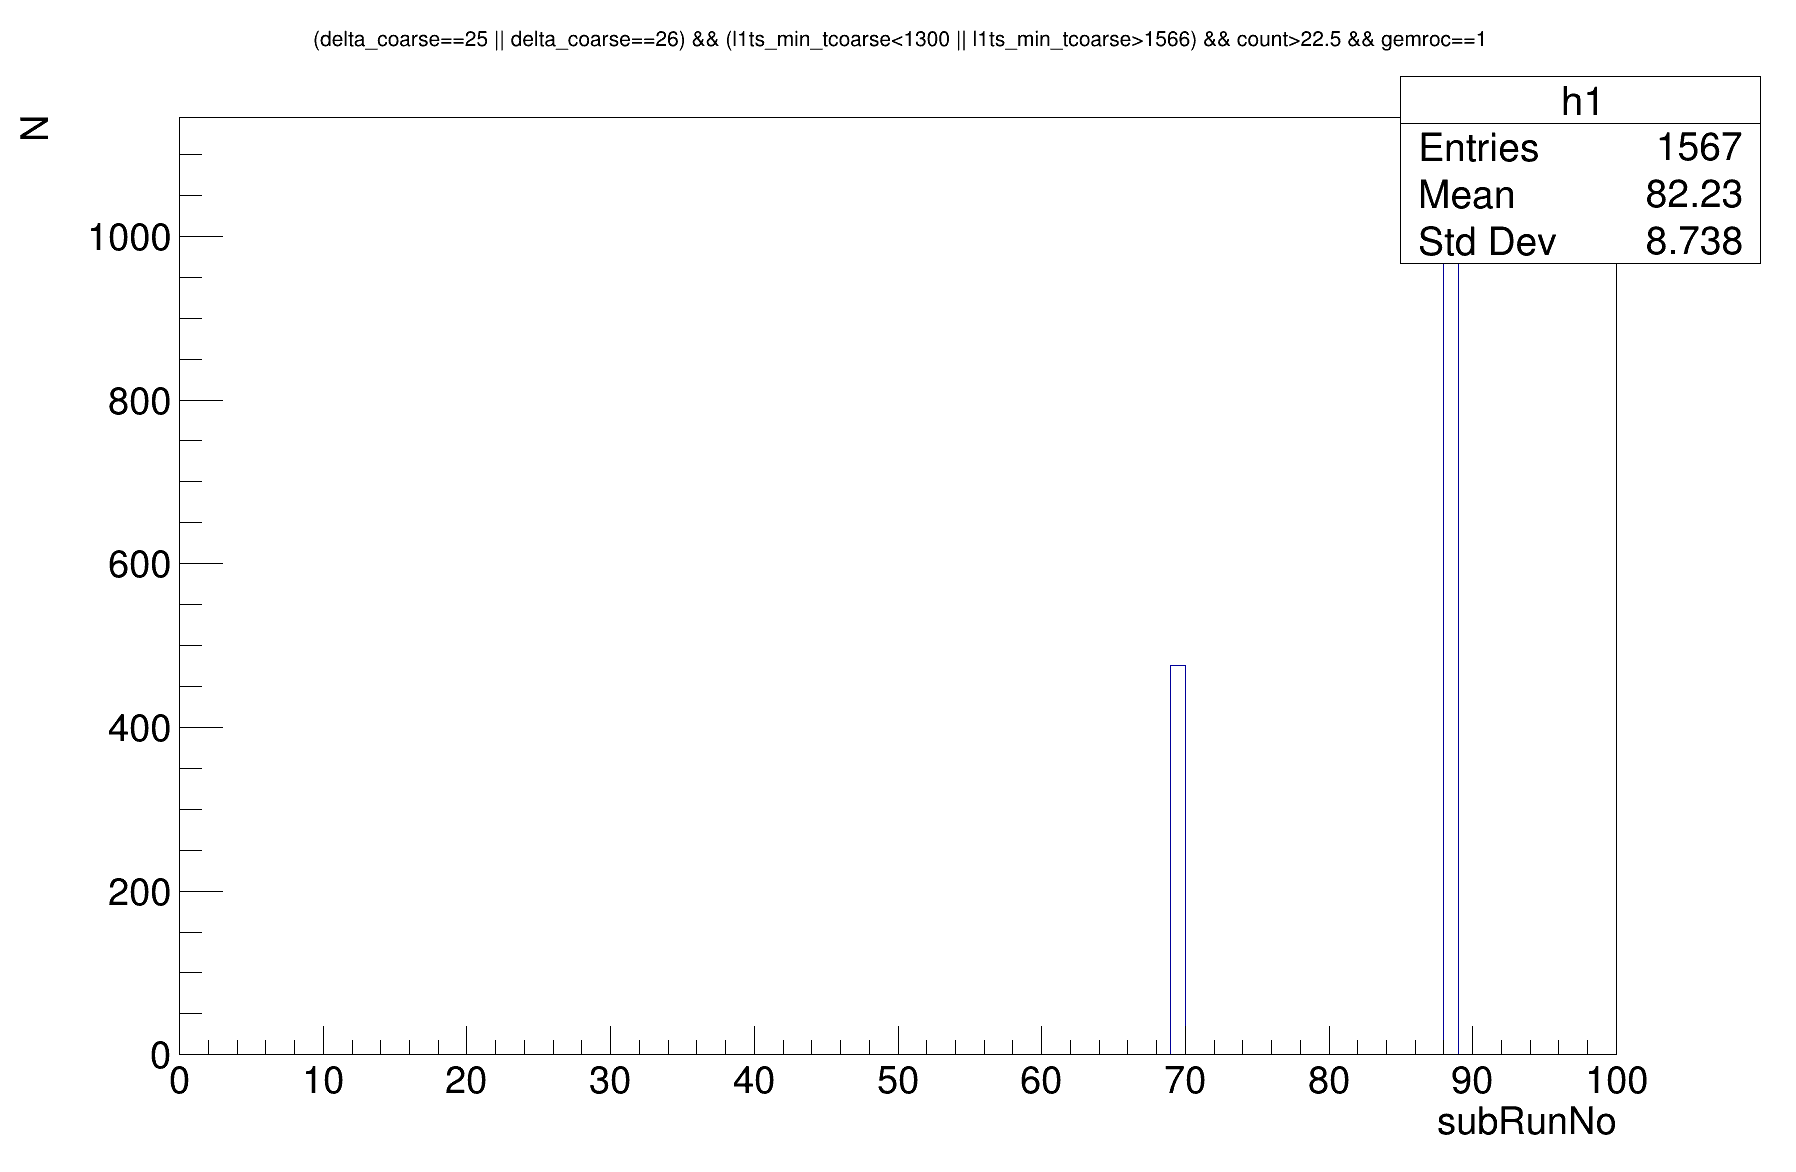 (delta_coarse==25 || delta_coarse==26) && (l1ts_min_tcoarse<1300 || l1ts_min_tcoarse>1566) && count>22.5 && gemroc==1
N
h1
Entries 1567
Mean 82.23
Std Dev 8.738
1000
800
600
400
200
0
0 10 20 30 40 50 60 70 80 90 100
subRunNo